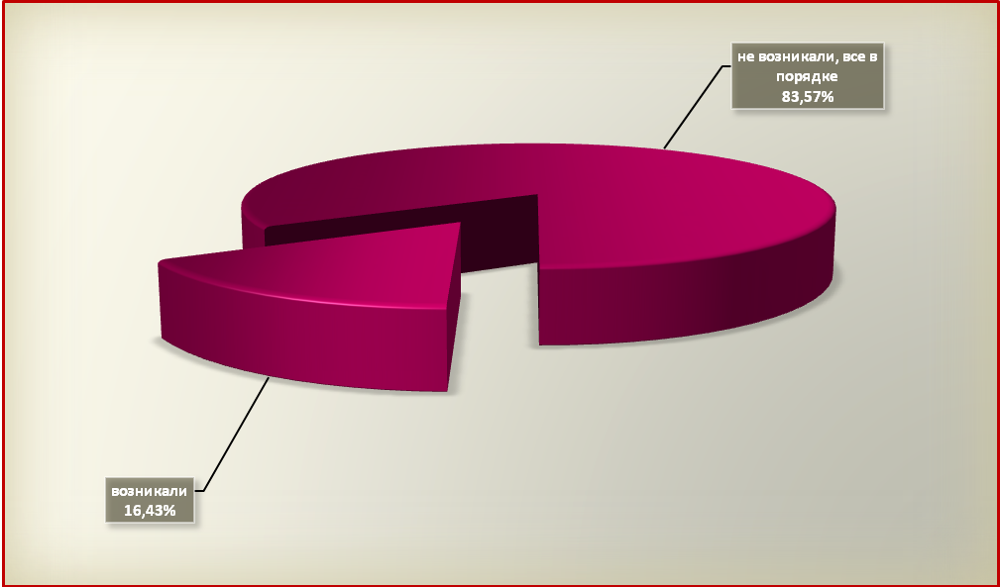 не возникали, все в
порядке
83,57%
возникали
16,43%